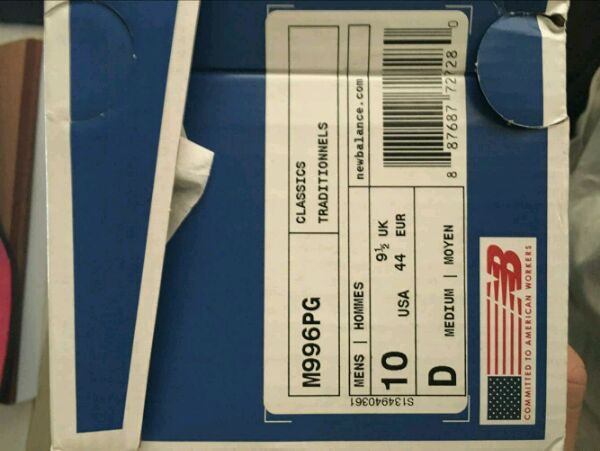 M996PG
CLASSICS
TRADITIONNELS
MENS | HOMMES
newbalance.com
10
USA
9½ UK
44 EUR
D
MEDIUM | MOYEN
8 87687 72728 0
S134940361
NB
COMMITTED TO AMERICAN WORKERS